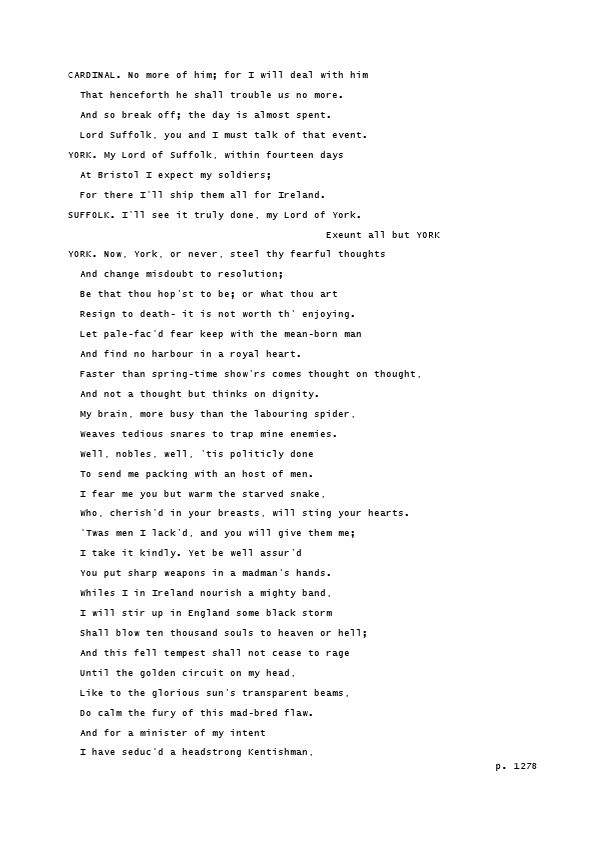 CARDINAL. No more of him; for I will deal with him
That henceforth he shall trouble us no more.
And so break off; the day is almost spent.
Lord Suffolk, you and I must talk of that event.
YORK. My Lord of Suffolk, within fourteen days
At Bristol I expect my soldiers;
For there I'll ship them all for Ireland.
SUFFOLK. I'll see it truly done, my Lord of York.
Exeunt all but YORK
YORK. Now, York, or never, steel thy fearful thoughts
And change misdoubt to resolution;
Be that thou hop'st to be; or what thou art
Resign to death- it is not worth th' enjoying.
Let pale-fac'd fear keep with the mean-born man
And find no harbour in a royal heart.
Faster than spring-time show'rs comes thought on thought,
And not a thought but thinks on dignity.
My brain, more busy than the labouring spider,
Weaves tedious snares to trap mine enemies.
Well, nobles, well, 'tis politicly done
To send me packing with an host of men.
I fear me you but warm the starved snake,
Who, cherish'd in your breasts, will sting your hearts.
'Twas men I lack'd, and you will give them me;
I take it kindly. Yet be well assur'd
You put sharp weapons in a madman's hands.
Whiles I in Ireland nourish a mighty band,
I will stir up in England some black storm
Shall blow ten thousand souls to heaven or hell;
And this fell tempest shall not cease to rage
Until the golden circuit on my head,
Like to the glorious sun's transparent beams,
Do calm the fury of this mad-bred flaw.
And for a minister of my intent
I have seduc'd a headstrong Kentishman,
p. 1278